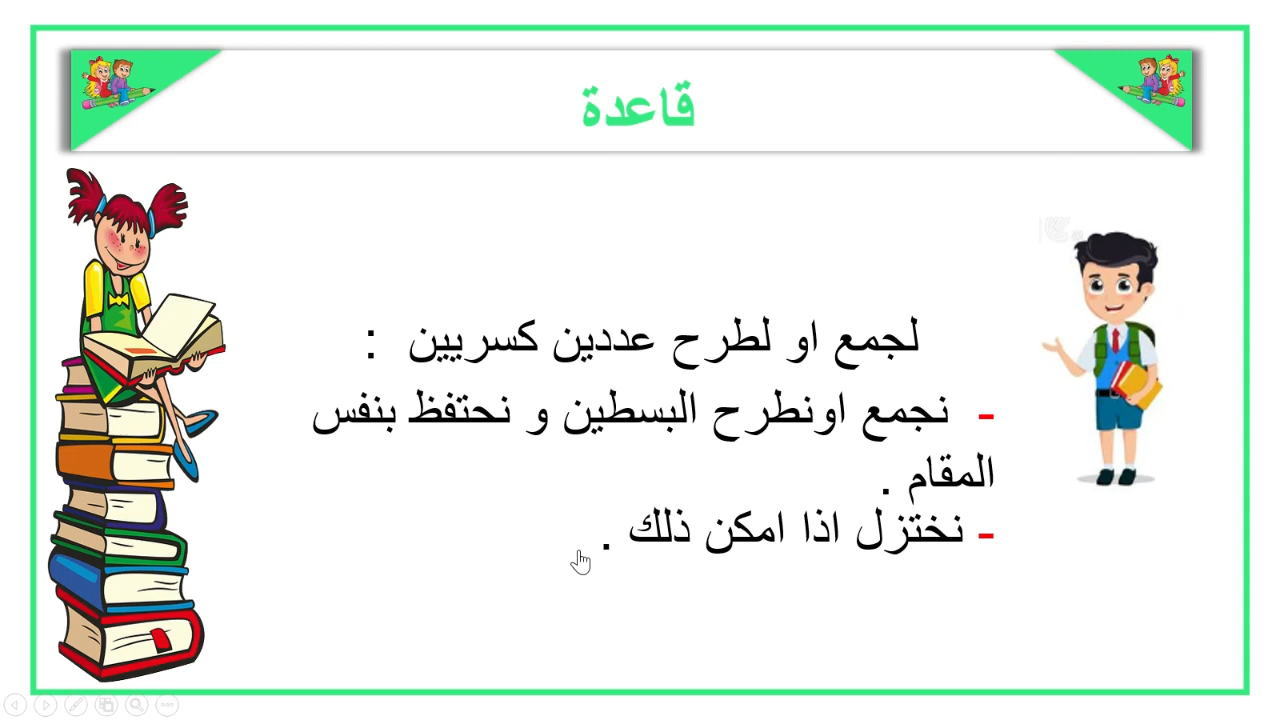 قاعدة
لجمع او لطرح عددين كسريين :
- نجمع اونطرح البسطين و نحتفظ بنفس
المقام .
- نختزل اذا امكن ذلك .